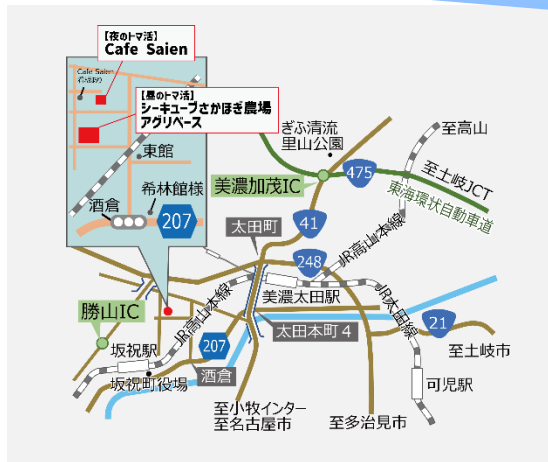 【夜のトマ活】
Cafe Saien
【昼のトマ活】
シーキューブさかほぎ農場
アグリベース
Cafe Saien
東館
希林館様
酒倉
207
ぎふ清流
里山公園
至高山
美濃加茂IC
475
至土岐JCT
東海環状自動車道
41
太田町
248
JR高山本線
勝山IC
美濃太田駅
JR高山本線
JR太田線
太田本町4
21
坂祝駅
207
至土岐市
坂祝町役場
酒倉
可児駅
至小牧インター
至名古屋市
至多治見市